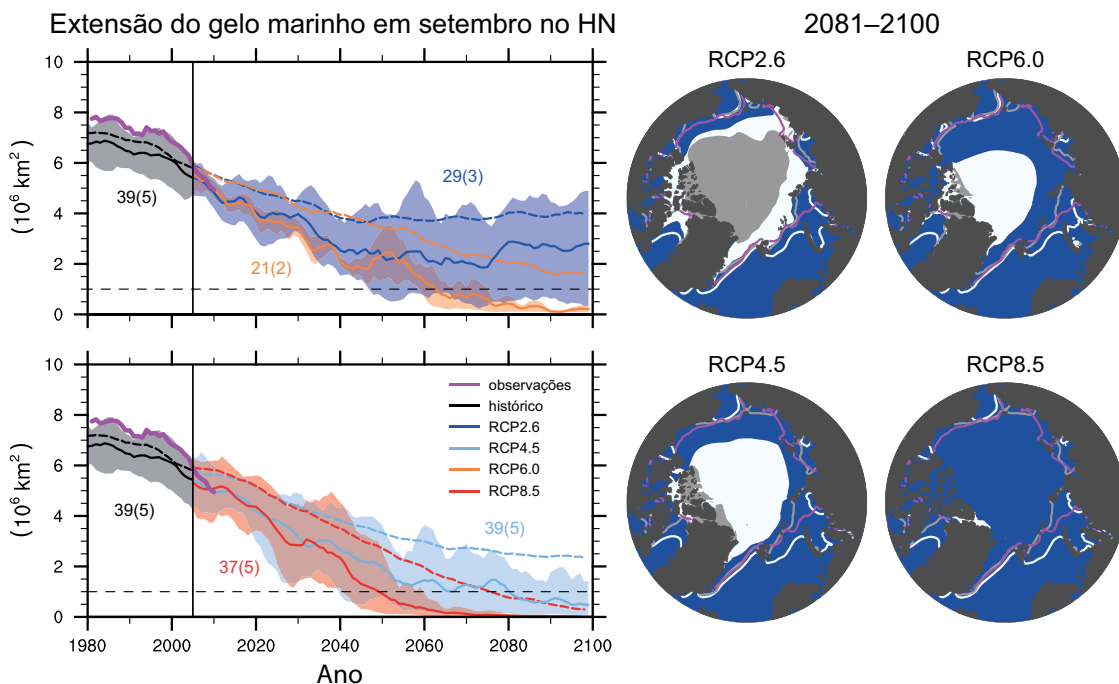 Extensão do gelo marinho em setembro no HN
2081–2100
10
8
6
4
2
0
(10⁶ km²)
39(5)
29(3)
21(2)
RCP2.6
RCP6.0
10
8
6
4
2
0
(10⁶ km²)
39(5)
37(5)
39(5)
observações
histórico
RCP2.6
RCP4.5
RCP6.0
RCP8.5
1980 2000 2020 2040 2060 2080 2100
Ano
RCP4.5
RCP8.5